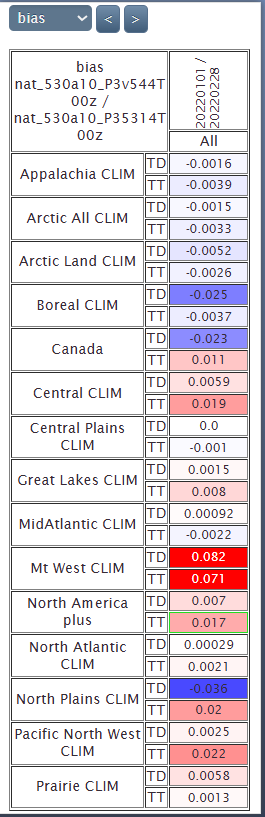 bias < >
bias
nat_530a10_P3v544T
00z /
nat_530a10_P35314T
00z
20220101 /
20220228
All
Appalachia CLIM
TD -0.0016
TT -0.0039
Arctic All CLIM
TD -0.0015
TT -0.0033
Arctic Land CLIM
TD -0.0052
TT -0.0026
Boreal CLIM
TD -0.025
TT -0.0037
Canada
TD -0.023
TT 0.011
Central CLIM
TD 0.0059
TT 0.019
Central Plains
CLIM
TD 0.0
TT -0.001
Great Lakes CLIM
TD 0.0015
TT 0.008
MidAtlantic CLIM
TD 0.00092
TT -0.0022
Mt West CLIM
TD 0.082
TT 0.071
North America
plus
TD 0.007
TT 0.017
North Atlantic
CLIM
TD 0.00029
TT 0.0021
North Plains CLIM
TD -0.036
TT 0.02
Pacific North West
CLIM
TD 0.0025
TT 0.022
Prairie CLIM
TD 0.0058
TT 0.0013